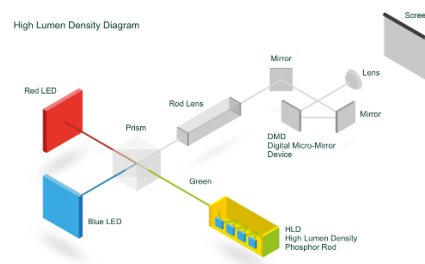 High Lumen Density Diagram
Screen
Mirror
Lens
Red LED
Rod Lens
Mirror
Prism
DMD
Digital Micro-Mirror
Device
Green
Blue LED
HLD
High Lumen Density
Phosphor Rod